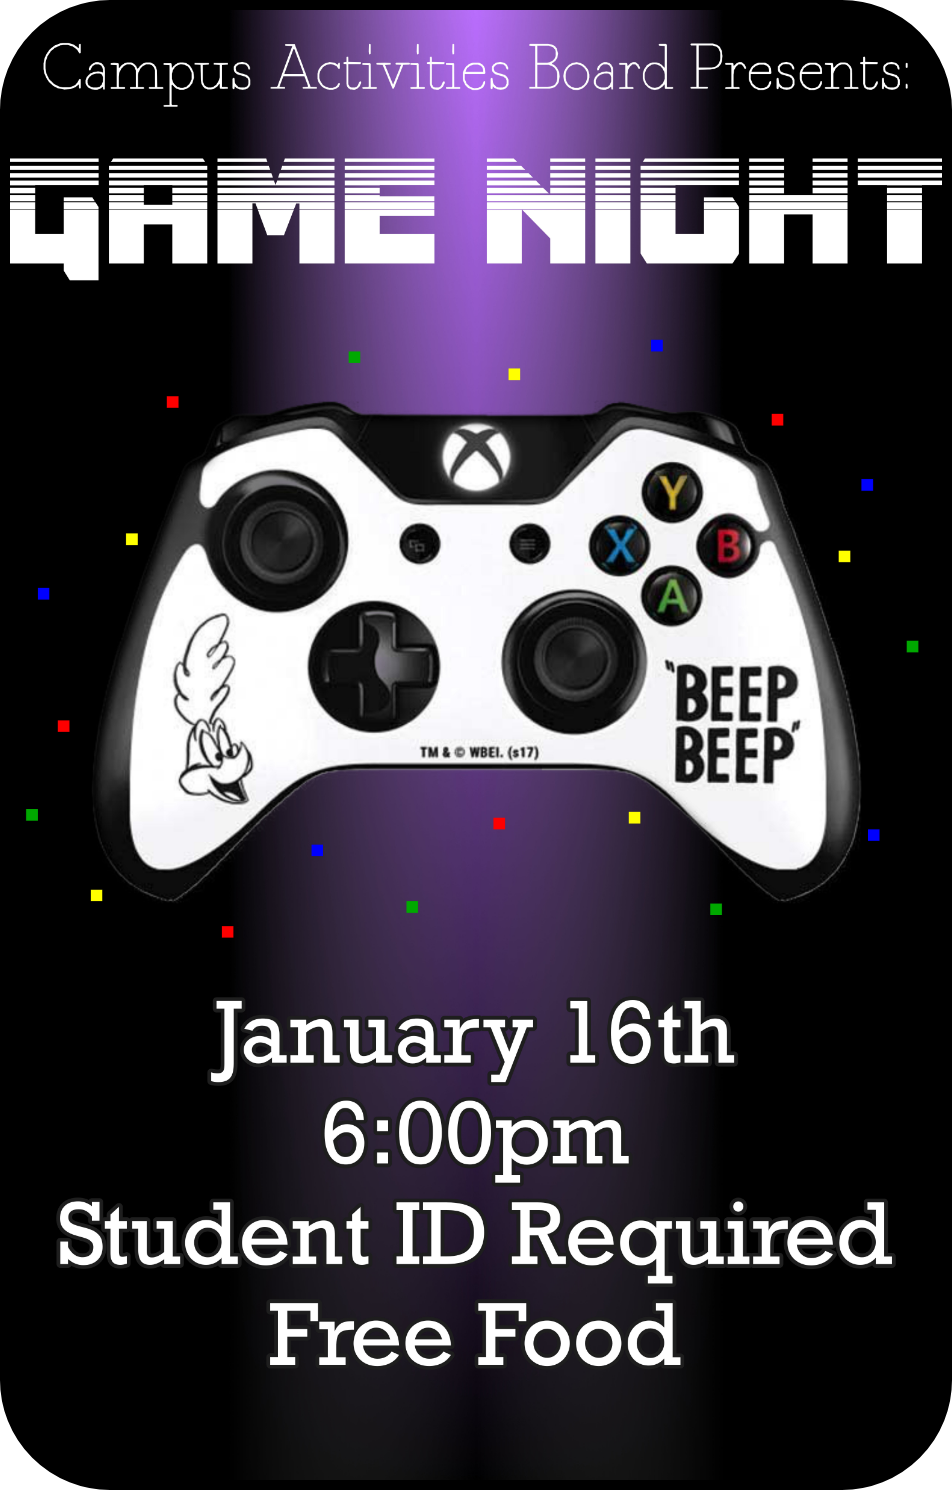 Campus Activities Board Presents:
GAME NIGHT
Y
X B
A
"BEEP
BEEP"
TM & © WBEI. (s17)
January 16th
6:00pm
Student ID Required
Free Food